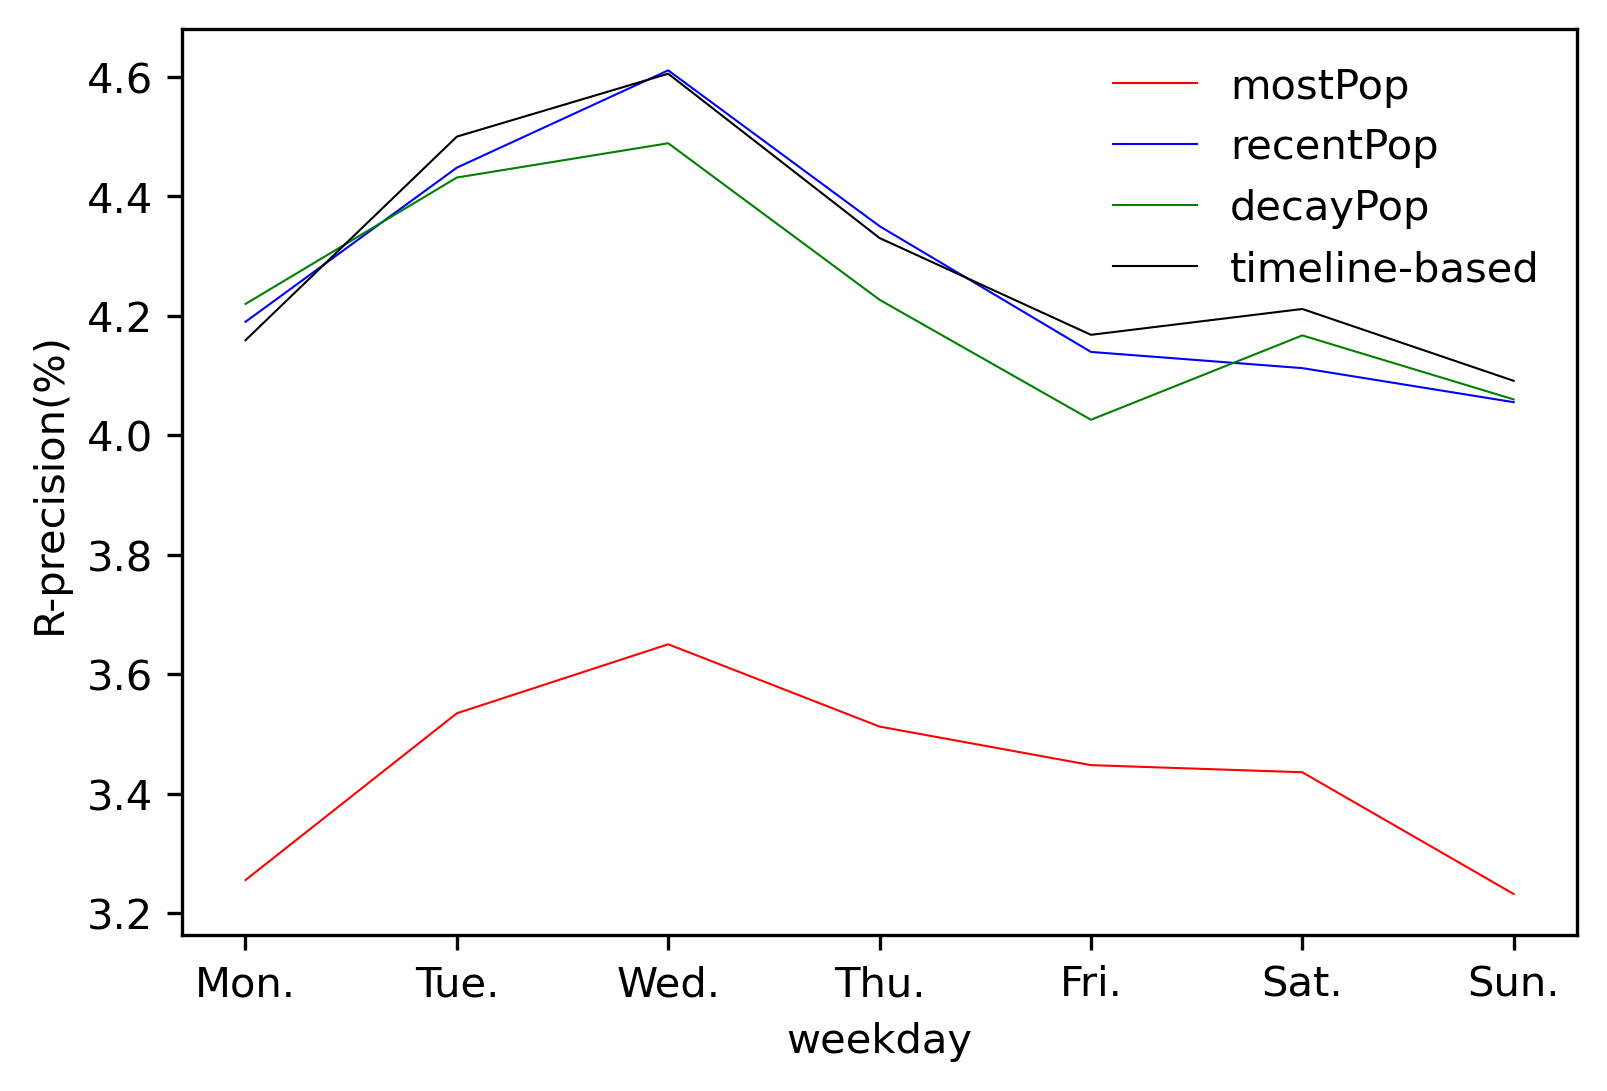 4.6
4.4
4.2
4.0
3.8
3.6
3.4
3.2
R-precision(%)
mostPop
recentPop
decayPop
timeline-based
Mon. Tue. Wed. Thu. Fri. Sat. Sun.
weekday